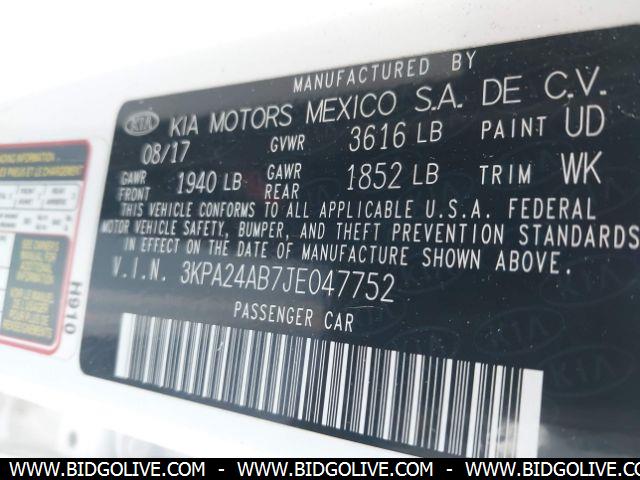 MANUFACTURED BY
KIA KIA MOTORS MEXICO S.A. DE C.V.
08/17 GVWR 3616 LB PAINT UD
GAWR FRONT 1940 LB GAWR REAR 1852 LB TRIM WK
THIS VEHICLE CONFORMS TO ALL APPLICABLE U.S.A. FEDERAL
MOTOR VEHICLE SAFETY, BUMPER, AND THEFT PREVENTION STANDARDS
IN EFFECT ON THE DATE OF MANUFACTURE SHOWN ABOVE.
V.I.N. 3KPA24AB7JE047752
PASSENGER CAR
H910
SEE OWNERS
WWW.BIDGOLIVE.COM - WWW.BIDGOLIVE.COM - WWW.BIDGOLIVE.COM